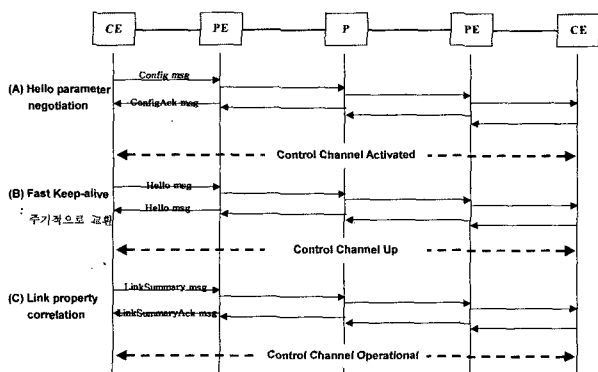 CE PE P PE CE
Config msg
(A) Hello parameter
negotiation
ConfigAck msg
Control Channel Activated
Hello msg
(B) Fast Keep-alive
Hello msg
: 주기적으로 교환
Control Channel Up
LinkSummary msg
(C) Link property
correlation
LinkSummaryAck msg
Control Channel Operational